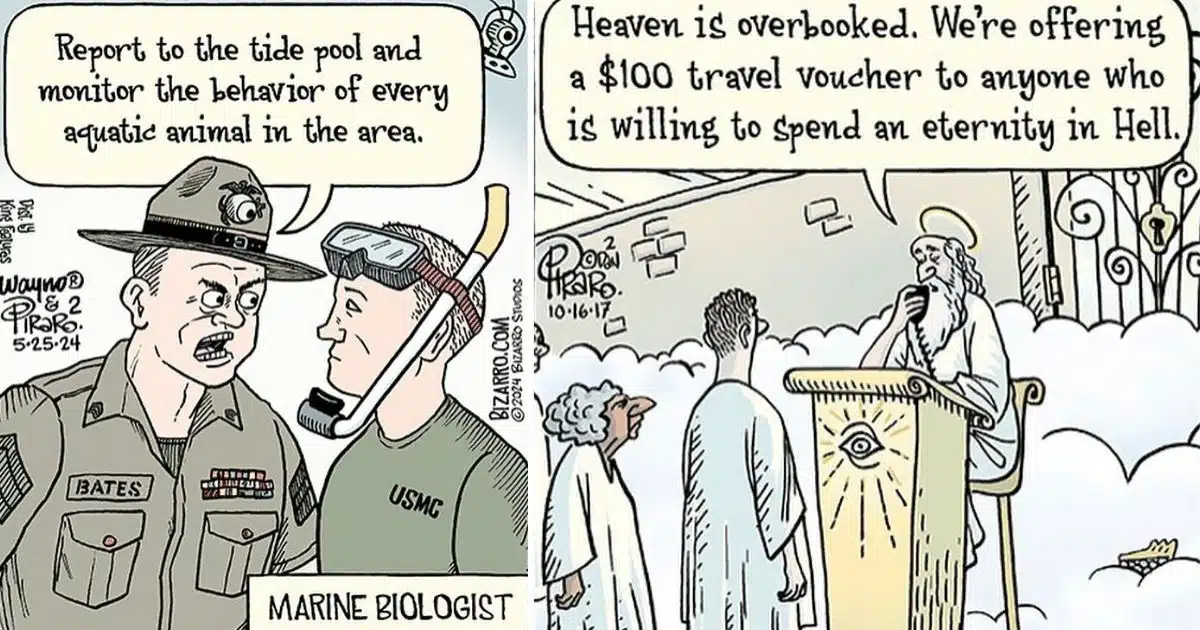 Report to the tide pool and
monitor the behavior of every
aquatic animal in the area.
Dist. by
King Features
Wayno®
& 2
Piraro.
5·25·24
BIZARRO.COM
©2024 BIZARRO STUDIOS
BATES
USMC
MARINE BIOLOGIST
Heaven is overbooked. We're offering
a $100 travel voucher to anyone who
is willing to spend an eternity in Hell.
2
Dan
Piraro.
10·16·17